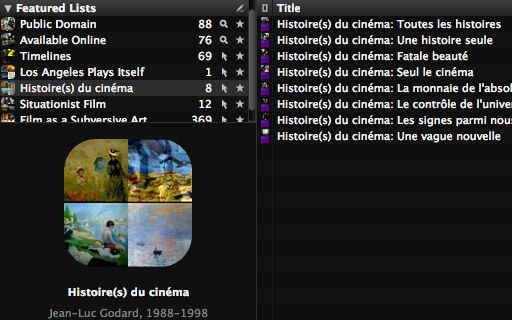 Featured Lists
Public Domain 88
Available Online 76
Timelines 69
Los Angeles Plays Itself 1
Histoire(s) du cinéma 8
Situationist Film 12
Film as a Subversive Art 369
Histoire(s) du cinéma
Jean-Luc Godard, 1988–1998
Title
Histoire(s) du cinéma: Toutes les histoires
Histoire(s) du cinéma: Une histoire seule
Histoire(s) du cinéma: Fatale beauté
Histoire(s) du cinéma: Seul le cinéma
Histoire(s) du cinéma: La monnaie de l'absol
Histoire(s) du cinéma: Le contrôle de l'univer
Histoire(s) du cinéma: Les signes parmi nous
Histoire(s) du cinéma: Une vague nouvelle